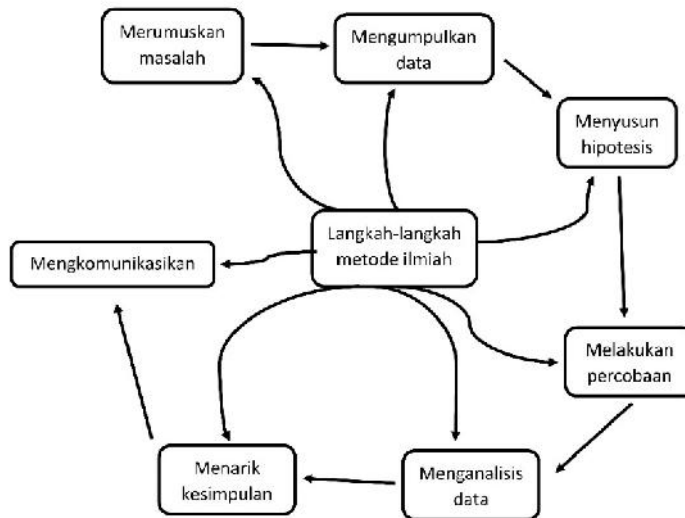 Merumuskan
masalah
Mengumpulkan
data
Menyusun
hipotesis
Langkah-langkah
metode ilmiah
Mengkomunikasikan
Melakukan
percobaan
Menarik
kesimpulan
Menganalisis
data